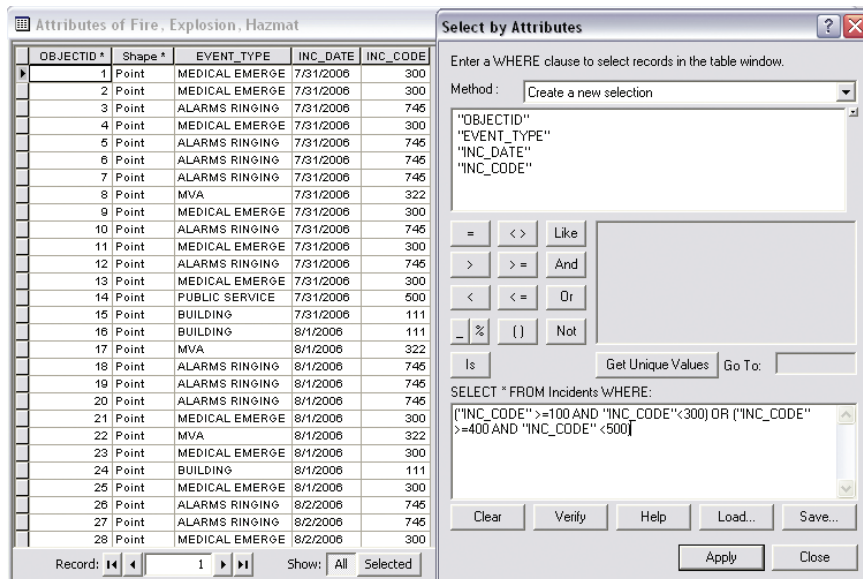 Attributes of Fire, Explosion, Hazmat
OBJECTID * Shape * EVENT_TYPE INC_DATE INC_CODE
1 Point MEDICAL EMERGE 7/31/2006 300
2 Point MEDICAL EMERGE 7/31/2006 300
3 Point ALARMS RINGING 7/31/2006 745
4 Point MEDICAL EMERGE 7/31/2006 300
5 Point ALARMS RINGING 7/31/2006 745
6 Point ALARMS RINGING 7/31/2006 745
7 Point ALARMS RINGING 7/31/2006 745
8 Point MVA 7/31/2006 322
9 Point MEDICAL EMERGE 7/31/2006 300
10 Point ALARMS RINGING 7/31/2006 745
11 Point MEDICAL EMERGE 7/31/2006 300
12 Point ALARMS RINGING 7/31/2006 745
13 Point MEDICAL EMERGE 7/31/2006 300
14 Point PUBLIC SERVICE 7/31/2006 500
15 Point BUILDING 7/31/2006 111
16 Point BUILDING 8/1/2006 111
17 Point MVA 8/1/2006 322
18 Point ALARMS RINGING 8/1/2006 745
19 Point ALARMS RINGING 8/1/2006 745
20 Point ALARMS RINGING 8/1/2006 745
21 Point MEDICAL EMERGE 8/1/2006 300
22 Point MVA 8/1/2006 322
23 Point MEDICAL EMERGE 8/1/2006 300
24 Point BUILDING 8/1/2006 111
25 Point MEDICAL EMERGE 8/1/2006 300
26 Point ALARMS RINGING 8/2/2006 745
27 Point ALARMS RINGING 8/2/2006 745
28 Point MEDICAL EMERGE 8/2/2006 300
Record: 1 Show: All Selected
Select by Attributes
Enter a WHERE clause to select records in the table window.
Method : Create a new selection
"OBJECTID"
"EVENT_TYPE"
"INC_DATE"
"INC_CODE"
= < > Like
> > = And
< < = Or
_ % ( ) Not
Is Get Unique Values Go To:
SELECT * FROM Incidents WHERE:
("INC_CODE" >=100 AND "INC_CODE"<300) OR ("INC_CODE"
>=400 AND "INC_CODE" <500)
Clear Verify Help Load... Save...
Apply Close